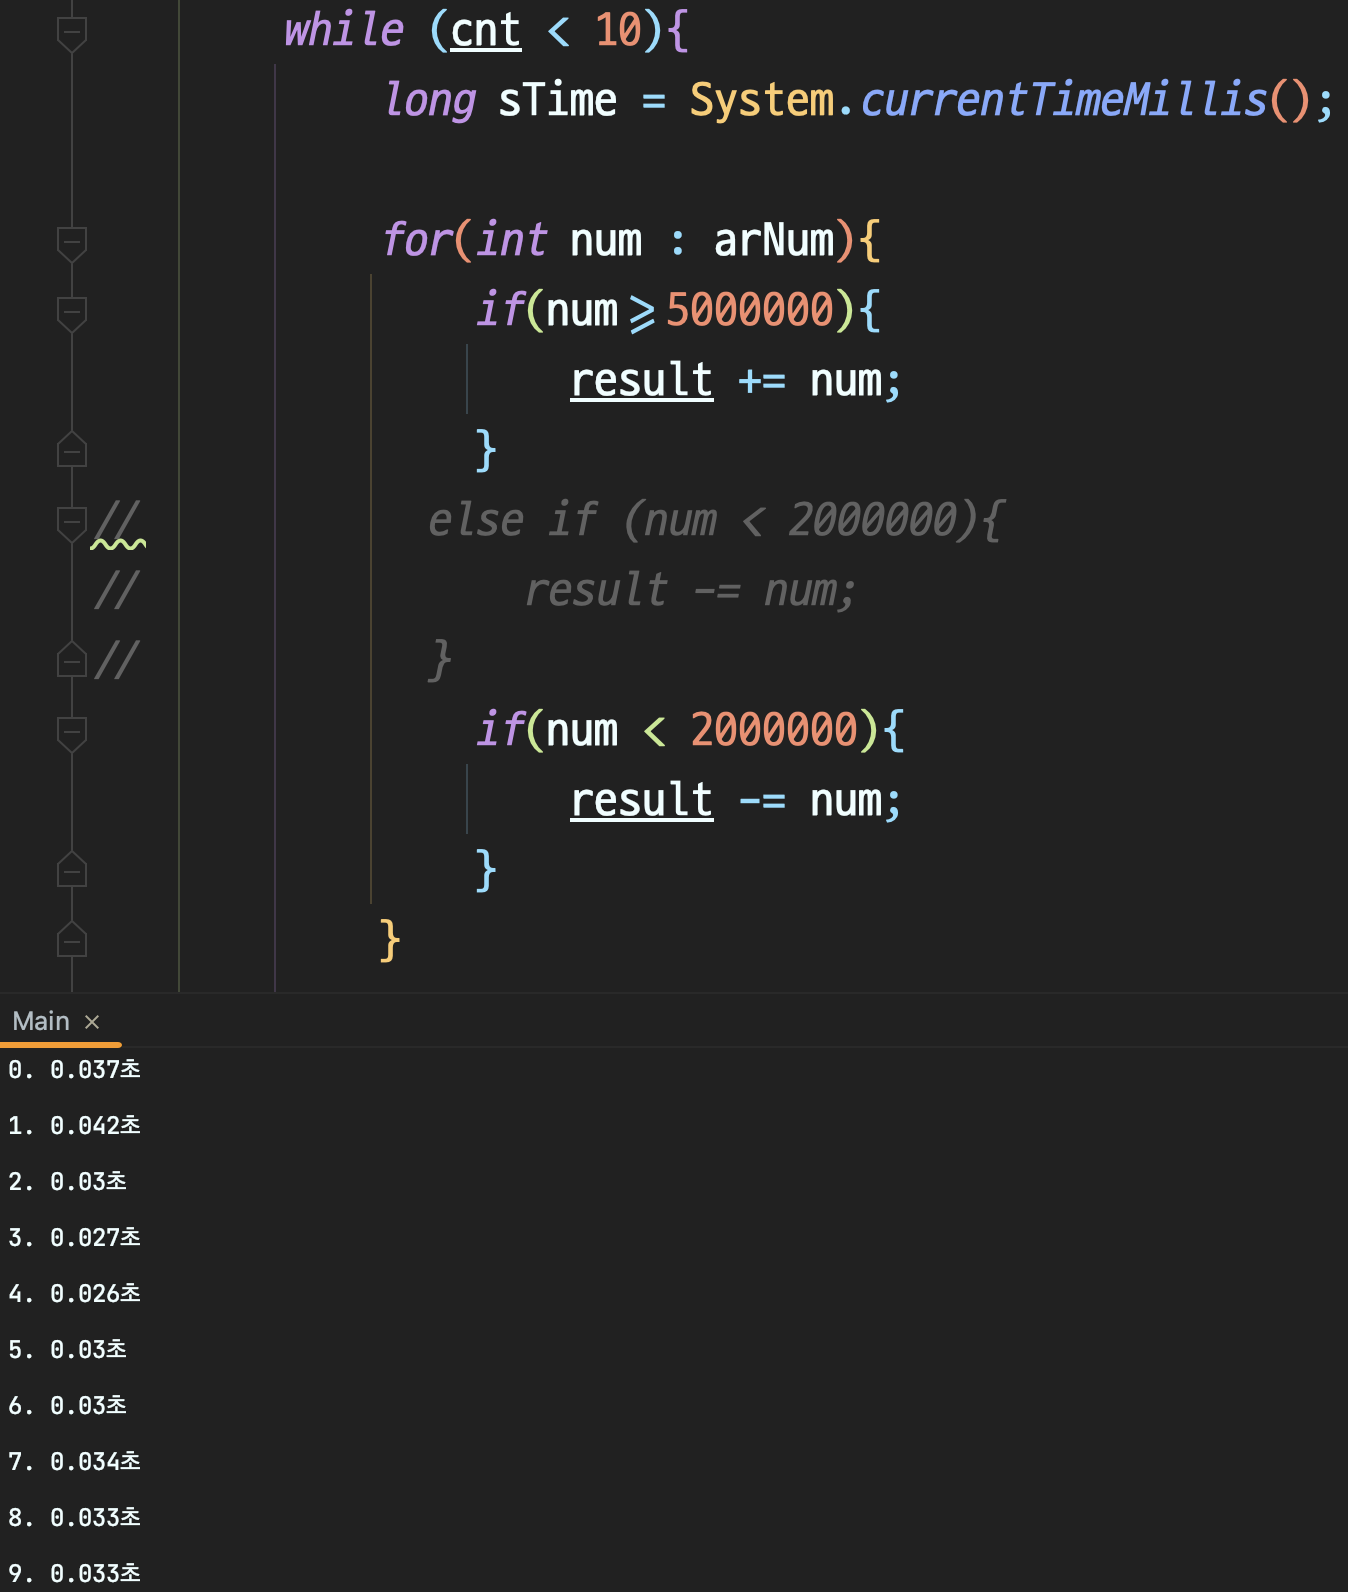 while (cnt < 10){
long sTime = System.currentTimeMillis();
for(int num : arNum){
if(num>=5000000){
result += num;
}
// else if (num < 2000000){
// result -= num;
// }
if(num < 2000000){
result -= num;
}
}
Main ×
0. 0.037초
1. 0.042초
2. 0.03초
3. 0.027초
4. 0.026초
5. 0.03초
6. 0.03초
7. 0.034초
8. 0.033초
9. 0.033초